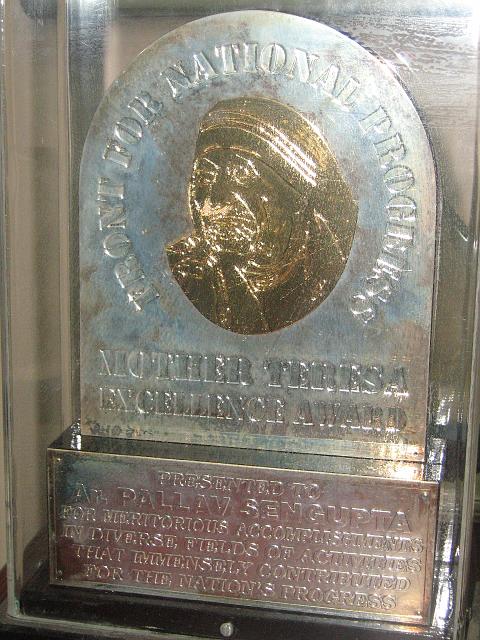 FRONT FOR NATIONAL PROGRESS
MOTHER TERESA
EXCELLENCE AWARD
PRESENTED TO
PALLAV SENGUPTA
FOR MERITORIOUS ACCOMPLISHMENTS
IN DIVERSE FIELDS OF ACTIVITIES
THAT IMMENSELY CONTRIBUTED
FOR THE NATION'S PROGRESS